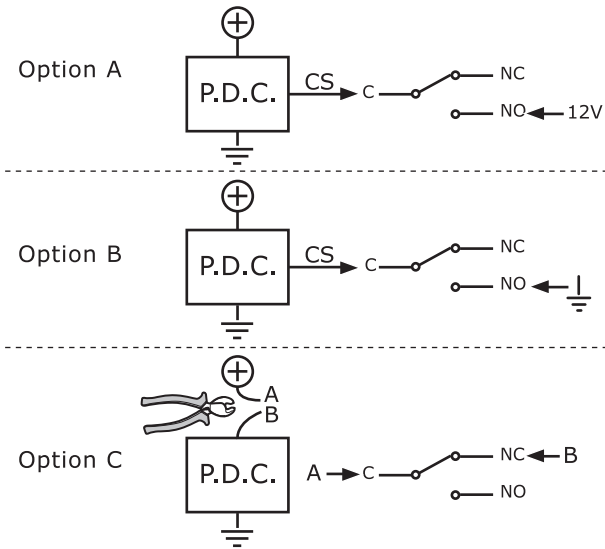 Option A
P.D.C.
CS
C
NC
NO
12V
Option B
P.D.C.
CS
C
NC
NO
Option C
A
B
P.D.C.
A
C
NC
B
NO